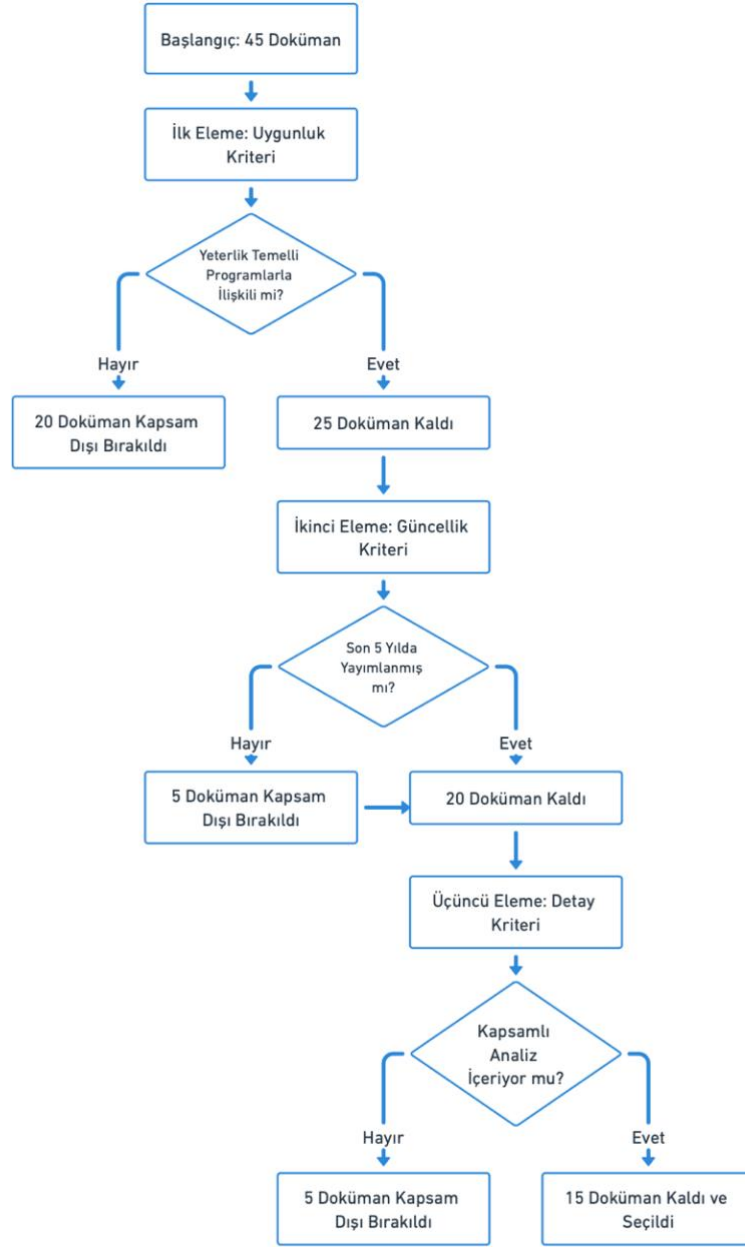 Başlangıç: 45 Doküman
İlk Eleme: Uygunluk
Kriteri
Yeterlik Temelli
Programlarla
İlişkili mi?
Hayır
Evet
20 Doküman Kapsam
Dışı Bırakıldı
25 Doküman Kaldı
İkinci Eleme: Güncellik
Kriteri
Son 5 Yılda
Yayımlanmış
mı?
Hayır
Evet
5 Doküman Kapsam
Dışı Bırakıldı
20 Doküman Kaldı
Üçüncü Eleme: Detay
Kriteri
Kapsamlı
Analiz
İçeriyor mu?
Hayır
Evet
5 Doküman Kapsam
Dışı Bırakıldı
15 Doküman Kaldı ve
Seçildi